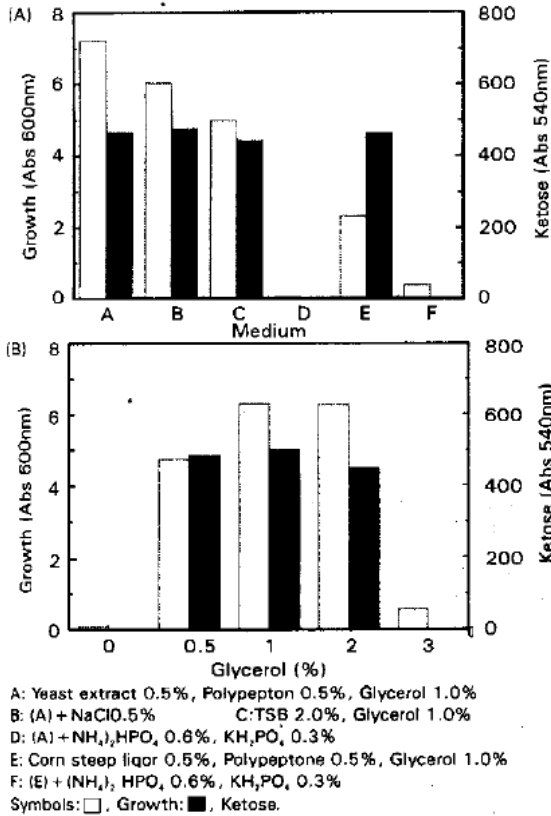 (A)
8 800
6 600
4 400
2 200
0 0
Growth (Abs 600nm)
Ketose (Abs 540nm)
A B C D E F
Medium
(B)
8 800
6 600
4 400
2 200
0 0
Growth (Abs 600nm)
Ketose (Abs 540nm)
0 0.5 1 2 3
Glycerol (%)
A: Yeast extract 0.5%, Polypepton 0.5%, Glycerol 1.0%
B: (A) + NaCl0.5% C:TSB 2.0%, Glycerol 1.0%
D: (A) + NH₄)₂HPO₄ 0.6%, KH₂PO₄ 0.3%
E: Corn steep liqor 0.5%, Polypeptone 0.5%, Glycerol 1.0%
F: (E) + (NH₄)₂ HPO₄ 0.6%, KH₂PO₄ 0.3%
Symbols: □, Growth: ■, Ketose.